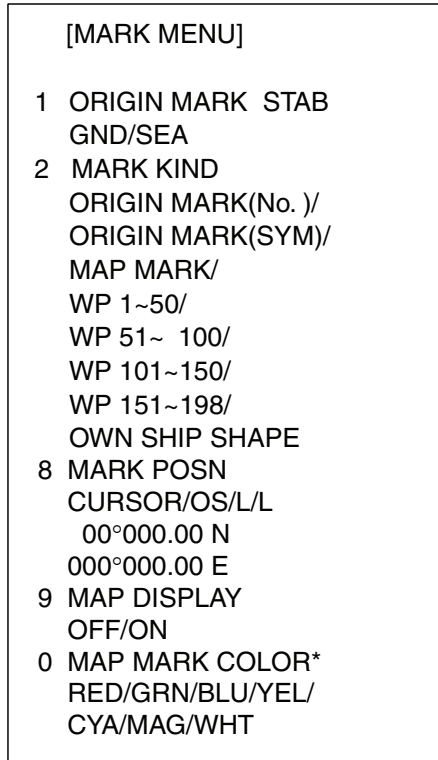 [MARK MENU]
1 ORIGIN MARK STAB
GND/SEA
2 MARK KIND
ORIGIN MARK(No. )/
ORIGIN MARK(SYM)/
MAP MARK/
WP 1~50/
WP 51~ 100/
WP 101~150/
WP 151~198/
OWN SHIP SHAPE
8 MARK POSN
CURSOR/OS/L/L
00°000.00 N
000°000.00 E
9 MAP DISPLAY
OFF/ON
0 MAP MARK COLOR*
RED/GRN/BLU/YEL/
CYA/MAG/WHT